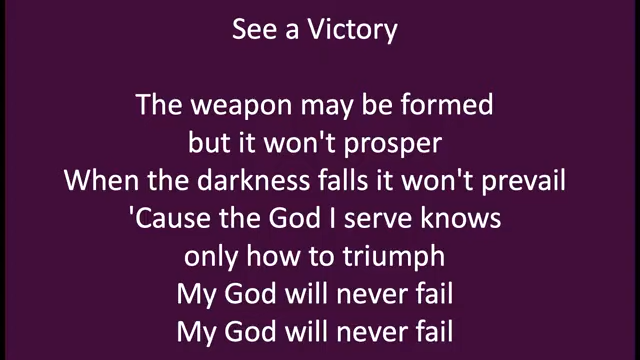 See a Victory
The weapon may be formed
but it won't prosper
When the darkness falls it won't prevail
'Cause the God I serve knows
only how to triumph
My God will never fail
My God will never fail